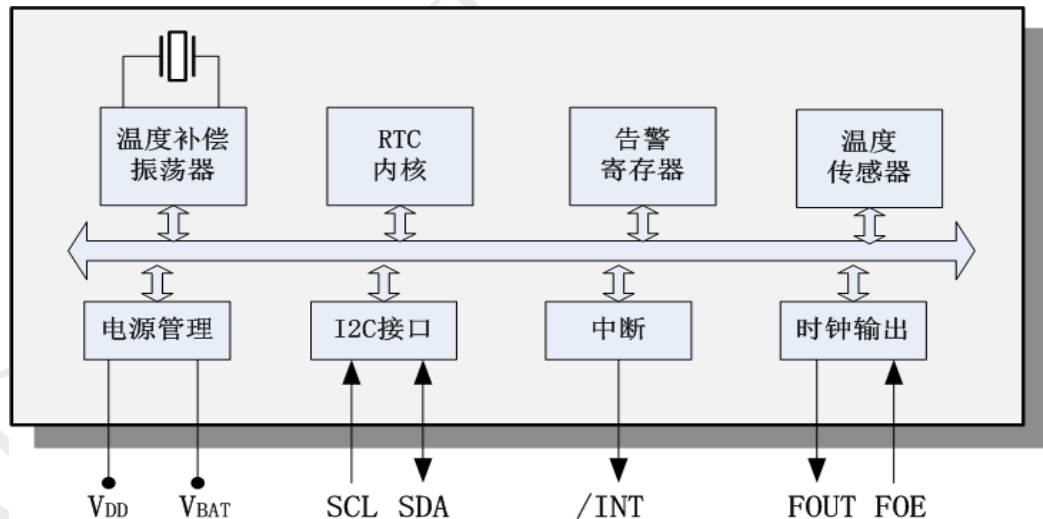 温度补偿
振荡器
RTC
内核
告警
寄存器
温度
传感器
电源管理
I2C接口
中断
时钟输出
VDD
VBAT
SCL
SDA
/INT
FOUT
FOE